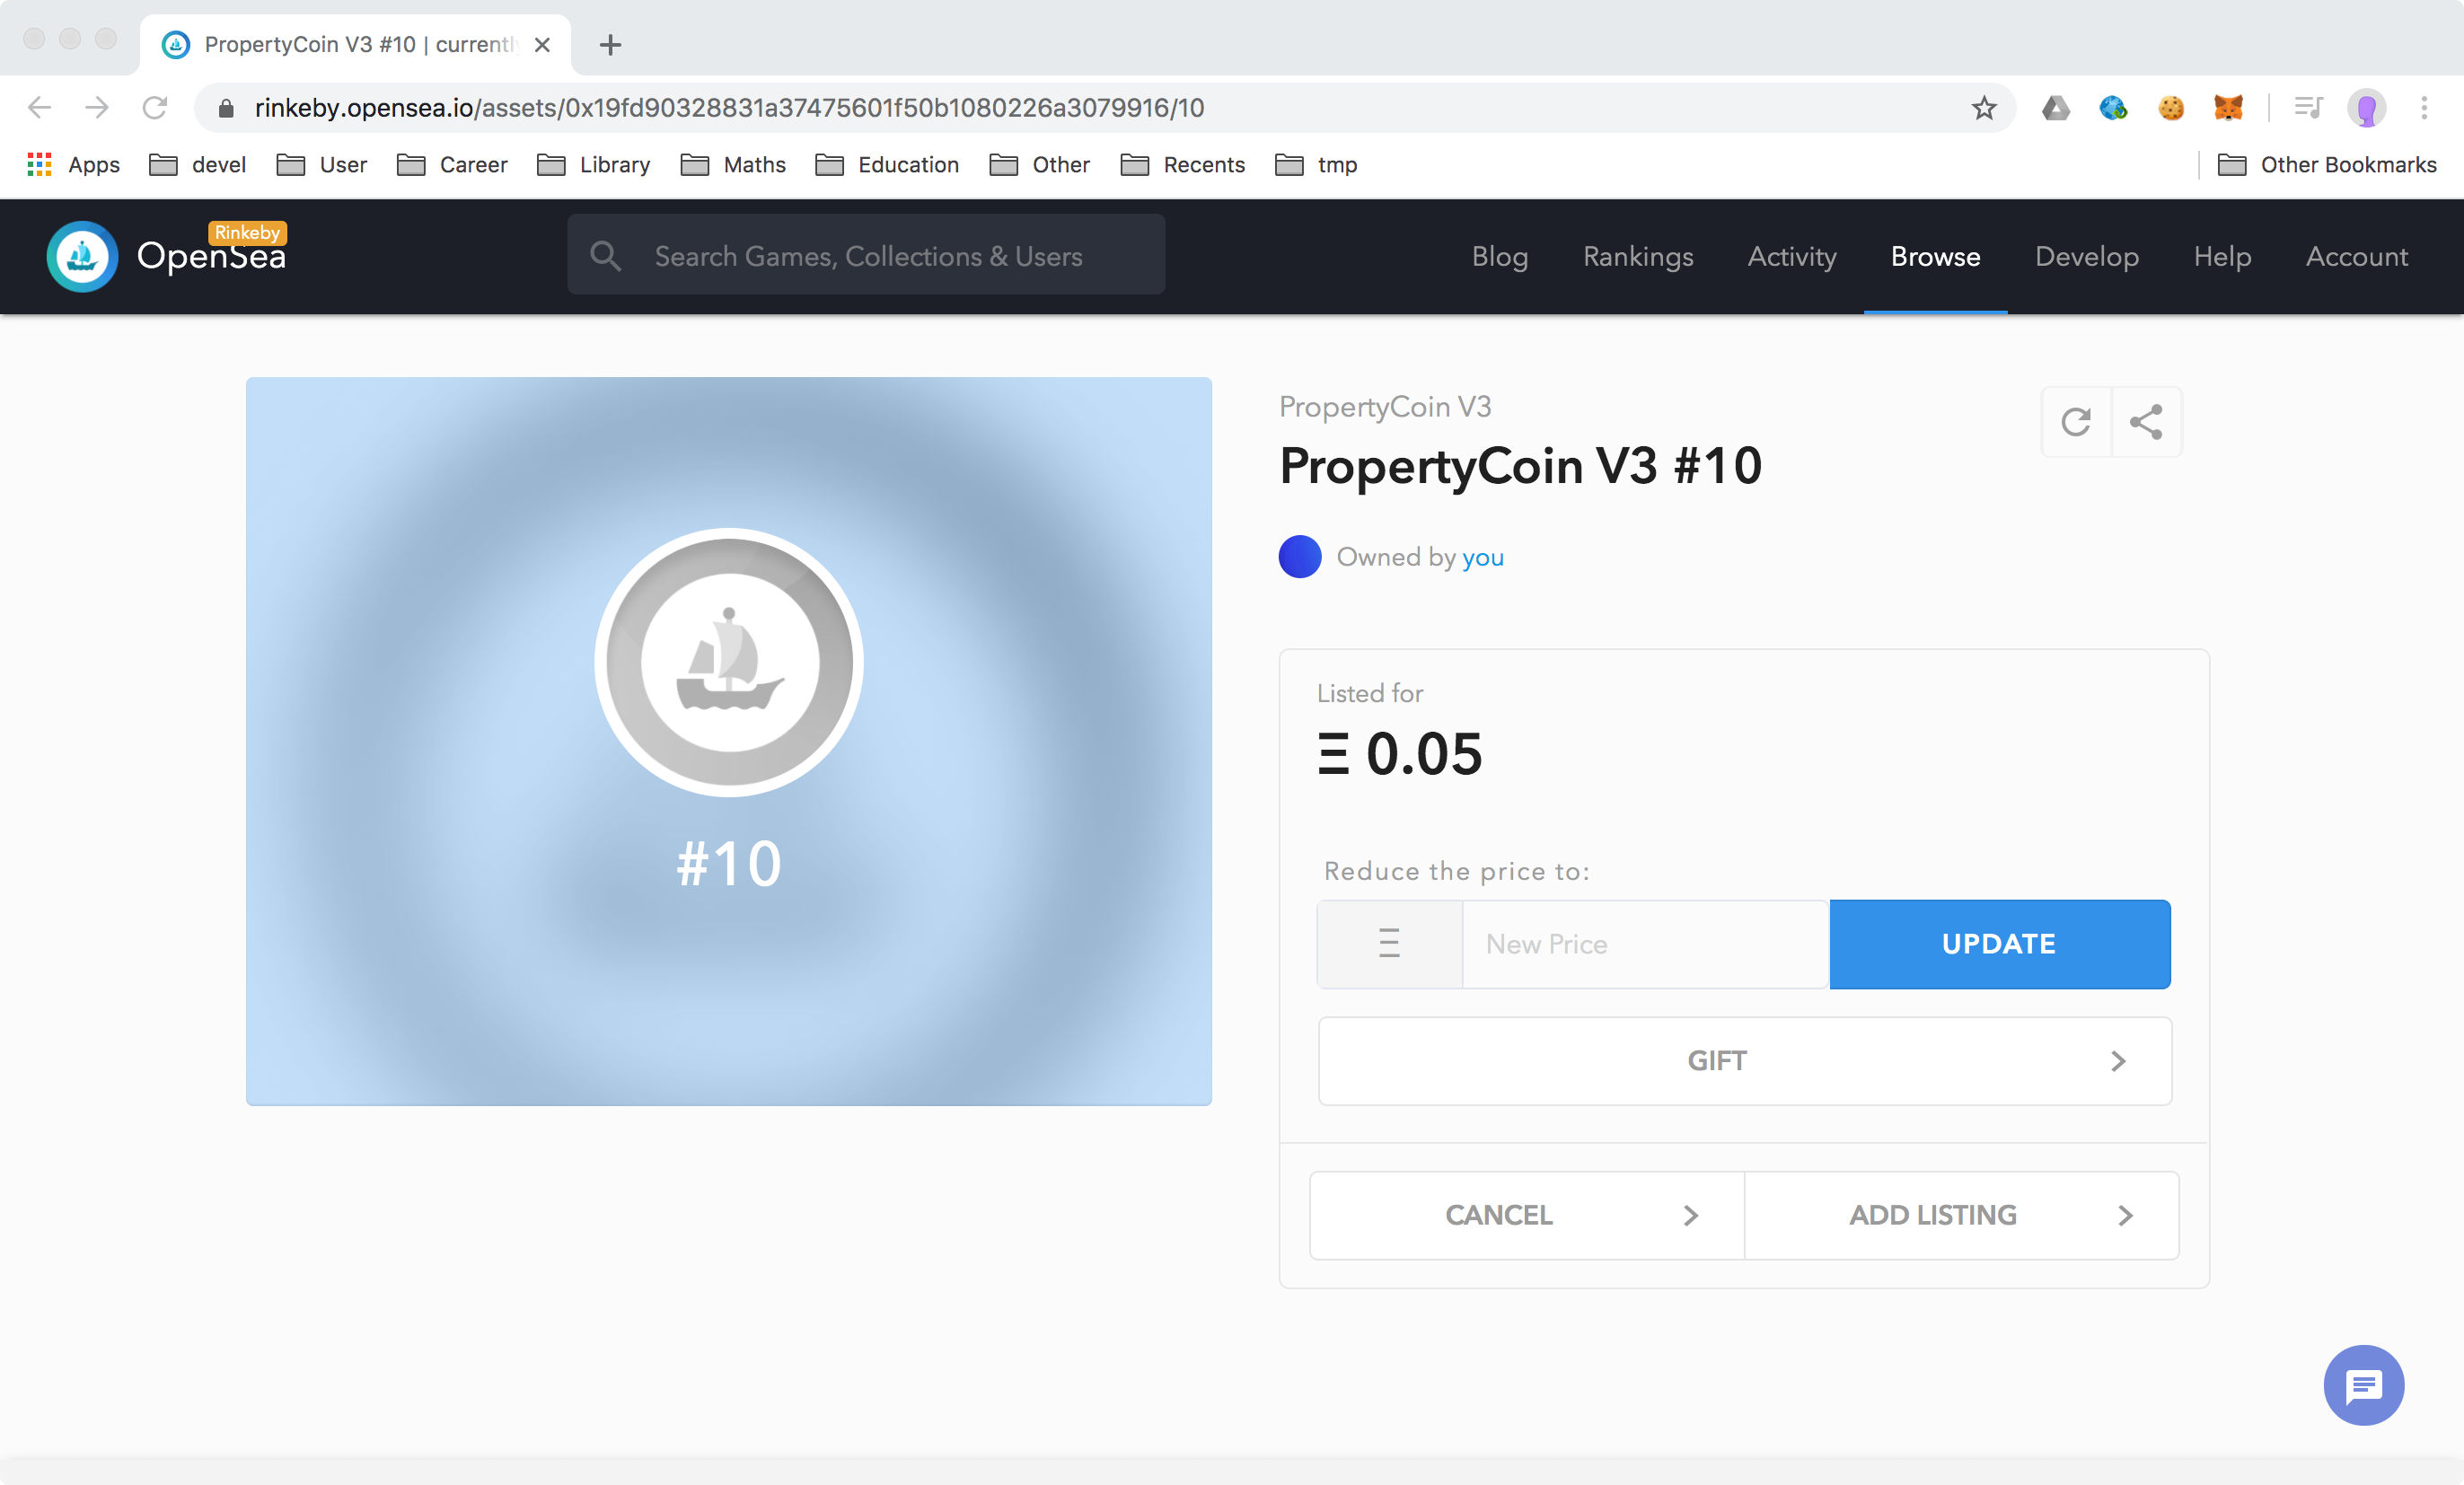 PropertyCoin V3 #10 | currentl
rinkeby.opensea.io/assets/0x19fd90328831a37475601f50b1080226a3079916/10
Apps devel User Career Library Maths Education Other Recents tmp Other Bookmarks
OpenSea Rinkeby
Search Games, Collections & Users
Blog Rankings Activity Browse Develop Help Account
#10
PropertyCoin V3
PropertyCoin V3 #10
Owned by you
Listed for
Ξ 0.05
Reduce the price to:
Ξ New Price UPDATE
GIFT
CANCEL ADD LISTING